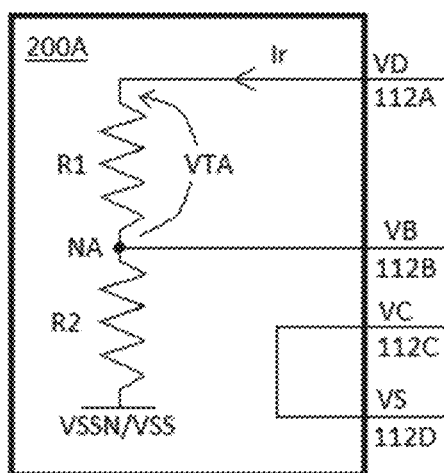 200A
Ir
VD
112A
R1
VTA
NA
VB
112B
R2
VC
112C
VS
112D
VSSN/VSS